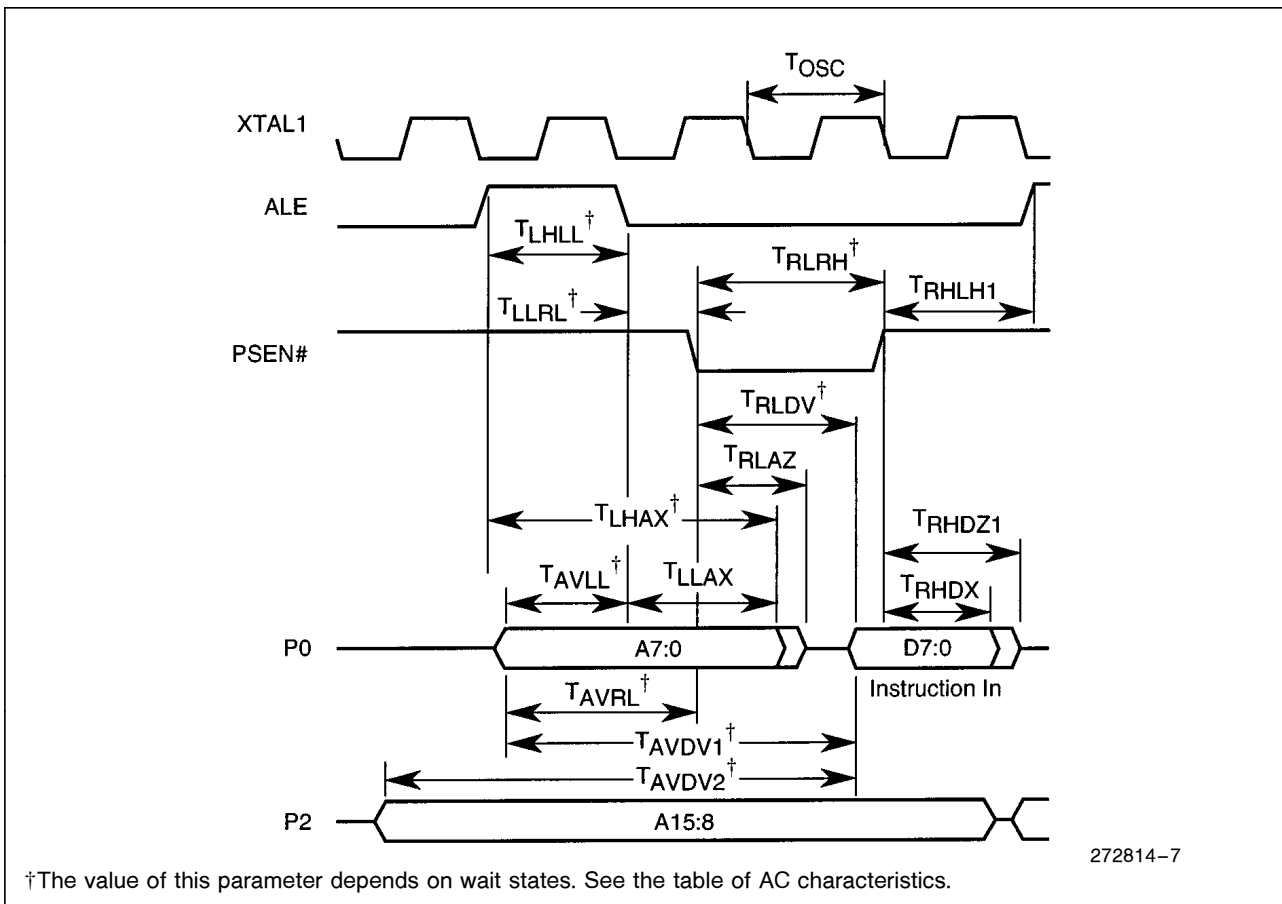 TOSC
XTAL1
ALE
TLHLL†
TRLRH†
TRHLH1
TLLRL†
PSEN#
TRLDV†
TRLAZ
TLHAX†
TRHDZ1
TAVLL†
TLLAX
TRHDX
P0
A7:0
D7:0
Instruction In
TAVRL†
TAVDV1†
TAVDV2†
P2
A15:8
272814–7
†The value of this parameter depends on wait states. See the table of AC characteristics.